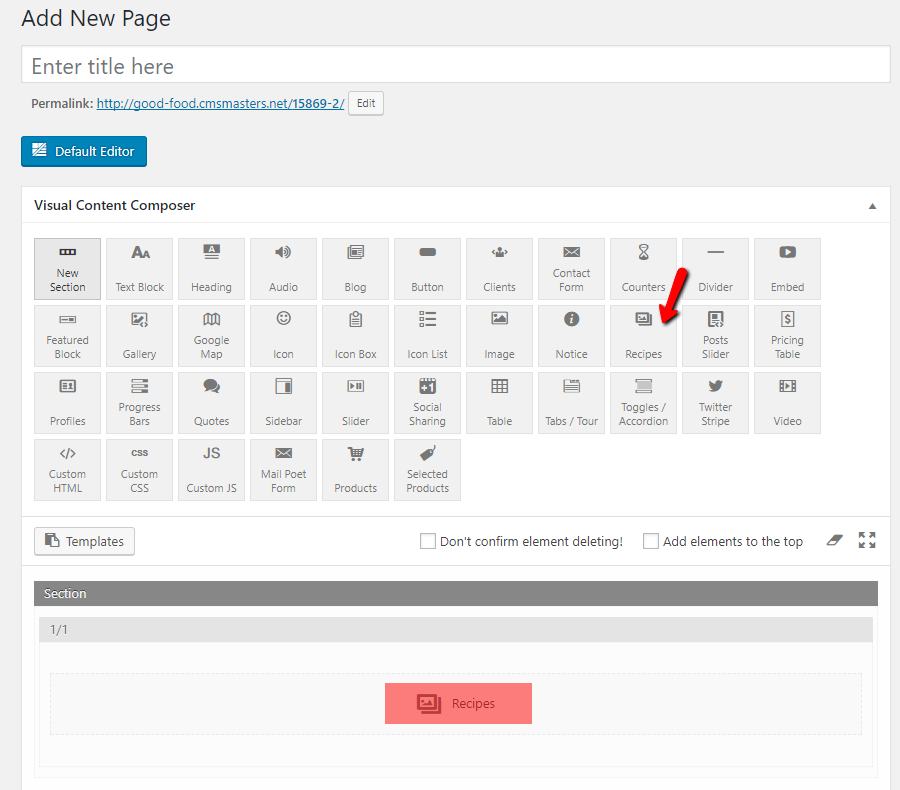 Add New Page
Enter title here
Permalink: http://good-food.cmsmasters.net/15869-2/ Edit
Default Editor
Visual Content Composer
New
Section
Text Block
Heading
Audio
Blog
Button
Clients
Contact
Form
Counters
Divider
Embed
Featured
Block
Gallery
Google
Map
Icon
Icon Box
Icon List
Image
Notice
Recipes
Posts
Slider
Pricing
Table
Profiles
Progress
Bars
Quotes
Sidebar
Slider
+1
Social
Sharing
Table
Tabs / Tour
Toggles /
Accordion
Twitter
Stripe
Video
Custom
HTML
CSS
Custom
CSS
JS
Custom JS
Mail Poet
Form
Products
Selected
Products
Templates
Don't confirm element deleting!
Add elements to the top
Section
1/1
Recipes